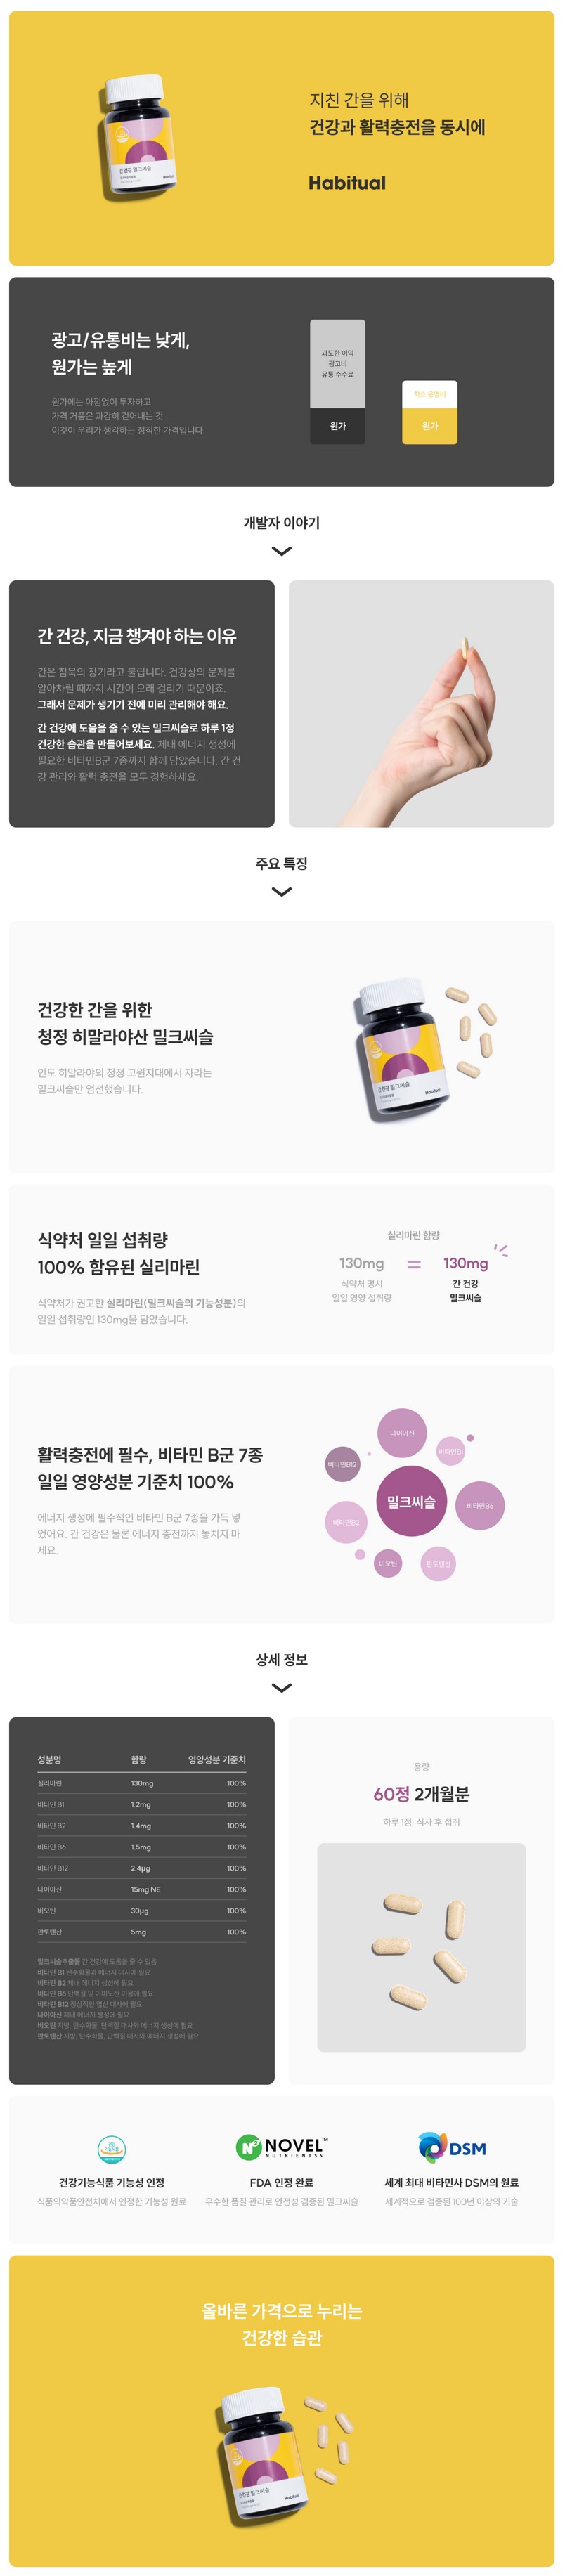 지친 간을 위해
건강과 활력충전을 동시에
Habitual
간 건강 밀크씨슬
Habitual
광고/유통비는 낮게,
원가는 높게
원가에는 아낌없이 투자하고
가격 거품은 과감히 걷어내는 것.
이것이 우리가 생각하는 정직한 가격입니다.
과도한 이익
광고비
유통 수수료
원가
최소 운영비
원가
개발자 이야기
간 건강, 지금 챙겨야 하는 이유
간은 침묵의 장기라고 불립니다. 건강상의 문제를
알아차릴 때까지 시간이 오래 걸리기 때문이죠.
그래서 문제가 생기기 전에 미리 관리해야 해요.
간 건강에 도움을 줄 수 있는 밀크씨슬로 하루 1정
건강한 습관을 만들어보세요. 체내 에너지 생성에
필요한 비타민B군 7종까지 함께 담았습니다. 간 건
강 관리와 활력 충전을 모두 경험하세요.
주요 특징
건강한 간을 위한
청정 히말라야산 밀크씨슬
인도 히말라야의 청정 고원지대에서 자라는
밀크씨슬만 엄선했습니다.
간 건강 밀크씨슬
Habitual
식약처 일일 섭취량
100% 함유된 실리마린
식약처가 권고한 실리마린(밀크씨슬의 기능성분)의
일일 섭취량인 130mg을 담았습니다.
실리마린 함량
130mg = 130mg
식약처 명시
일일 영양 섭취량
간 건강
밀크씨슬
활력충전에 필수, 비타민 B군 7종
일일 영양성분 기준치 100%
에너지 생성에 필수적인 비타민 B군 7종을 가득 넣
었어요. 간 건강은 물론 에너지 충전까지 놓치지 마
세요.
나이아신
비타민B1
비타민B12
밀크씨슬
비타민B6
비타민B2
비오틴
판토텐산
상세 정보
성분명 함량 영양성분 기준치
실리마린 130mg 100%
비타민 B1 1.2mg 100%
비타민 B2 1.4mg 100%
비타민 B6 1.5mg 100%
비타민 B12 2.4μg 100%
나이아신 15mg NE 100%
비오틴 30μg 100%
판토텐산 5mg 100%
밀크씨슬추출물 간 건강에 도움을 줄 수 있음
비타민 B1 탄수화물과 에너지 대사에 필요
비타민 B2 체내 에너지 생성에 필요
비타민 B6 단백질 및 아미노산 이용에 필요
비타민 B12 정상적인 엽산 대사에 필요
나이아신 체내 에너지 생성에 필요
비오틴 지방, 탄수화물, 단백질 대사와 에너지 생성에 필요
판토텐산 지방, 탄수화물, 단백질 대사와 에너지 생성에 필요
용량
60정 2개월분
하루 1정, 식사 후 섭취
건강
기능식품
건강기능식품 기능성 인정
식품의약품안전처에서 인정한 기능성 원료
N NOVEL™
NUTRIENTS
FDA 인정 완료
우수한 품질 관리로 안전성 검증된 밀크씨슬
DSM
세계 최대 비타민사 DSM의 원료
세계적으로 검증된 100년 이상의 기술
올바른 가격으로 누리는
건강한 습관
간 건강 밀크씨슬
Habitual